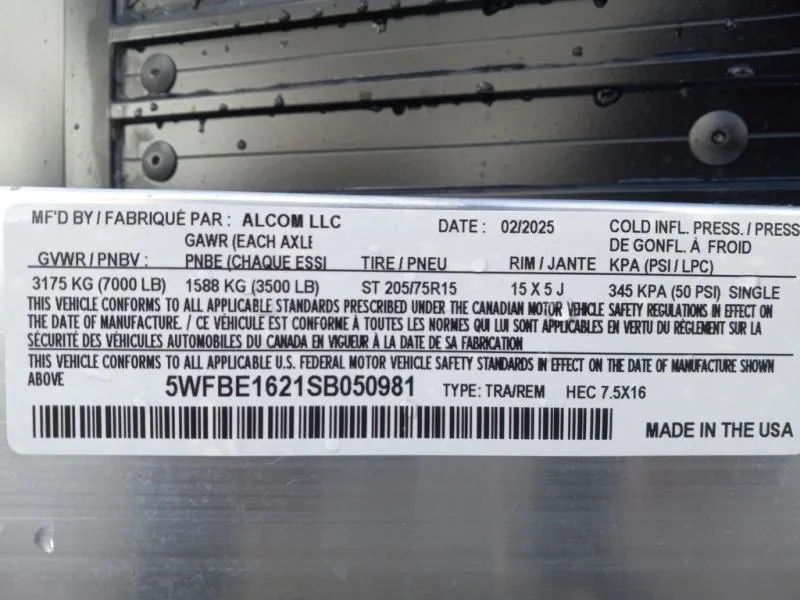 MF'D BY / FABRIQUÉ PAR : ALCOM LLC
DATE : 02/2025
COLD INFL. PRESS. / PRESS
DE GONFL. À FROID
GAWR (EACH AXLE
GVWR / PNBV : PNBE (CHAQUE ESSI TIRE / PNEU RIM / JANTE KPA (PSI / LPC)
3175 KG (7000 LB) 1588 KG (3500 LB) ST 205/75R15 15 X 5 J 345 KPA (50 PSI) SINGLE
THIS VEHICLE CONFORMS TO ALL APPLICABLE STANDARDS PRESCRIBED UNDER THE CANADIAN MOTOR VEHICLE SAFETY REGULATIONS IN EFFECT ON
THE DATE OF MANUFACTURE. / CE VÉHICULE EST CONFORME À TOUTES LES NORMES QUI LUI SONT APPLICABLES EN VERTU DU RÈGLEMENT SUR LA
SÉCURITÉ DES VÉHICULES AUTOMOBILES DU CANADA EN VIGUEUR À LA DATE DE SA FABRICATION
THIS VEHICLE CONFORMS TO ALL APPLICABLE U.S. FEDERAL MOTOR VEHICLE SAFETY STANDARDS IN EFFECT ON THE DATE OF MANUFACTURE SHOWN
ABOVE
5WFBE1621SB050981 TYPE: TRA/REM HEC 7.5X16
MADE IN THE USA